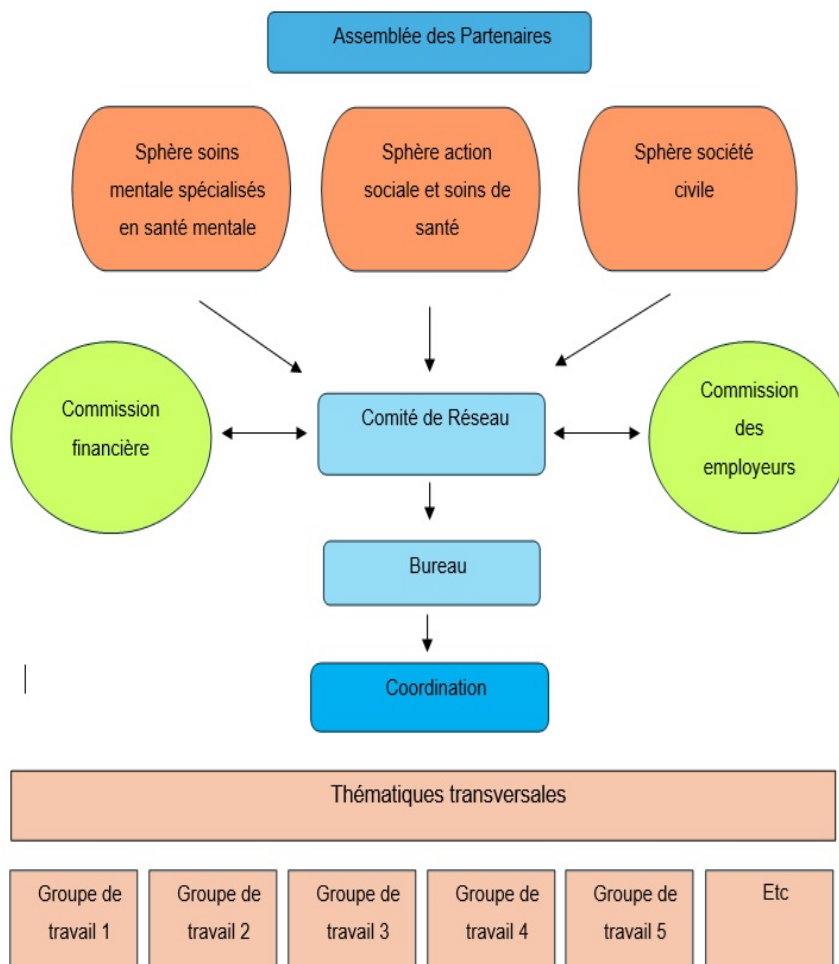 Assemblée des Partenaires
Sphère soins
mentale spécialisés
en santé mentale
Sphère action
sociale et soins de
santé
Sphère société
civile
Commission
financière
Comité de Réseau
Commission
des
employeurs
Bureau
Coordination
Thématiques transversales
Groupe de
travail 1
Groupe de
travail 2
Groupe de
travail 3
Groupe de
travail 4
Groupe de
travail 5
Etc